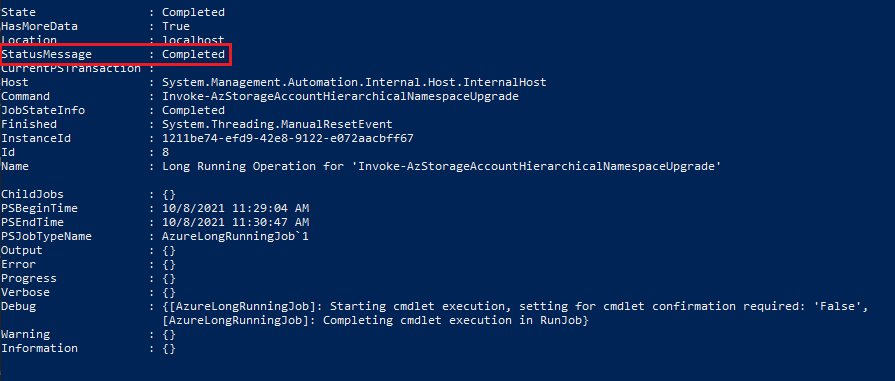 State : Completed
HasMoreData : True
Location : localhost
StatusMessage : Completed
CurrentPSTransaction :
Host : System.Management.Automation.Internal.Host.InternalHost
Command : Invoke-AzStorageAccountHierarchicalNamespaceUpgrade
JobStateInfo : Completed
Finished : System.Threading.ManualResetEvent
InstanceId : 1211be74-efd9-42e8-9122-e072aacbff67
Id : 8
Name : Long Running Operation for 'Invoke-AzStorageAccountHierarchicalNamespaceUpgrade'
ChildJobs : {}
PSBeginTime : 10/8/2021 11:29:04 AM
PSEndTime : 10/8/2021 11:30:47 AM
PSJobTypeName : AzureLongRunningJob`1
Output : {}
Error : {}
Progress : {}
Verbose : {}
Debug : {[AzureLongRunningJob]: Starting cmdlet execution, setting for cmdlet confirmation required: 'False',
[AzureLongRunningJob]: Completing cmdlet execution in RunJob}
Warning : {}
Information : {}